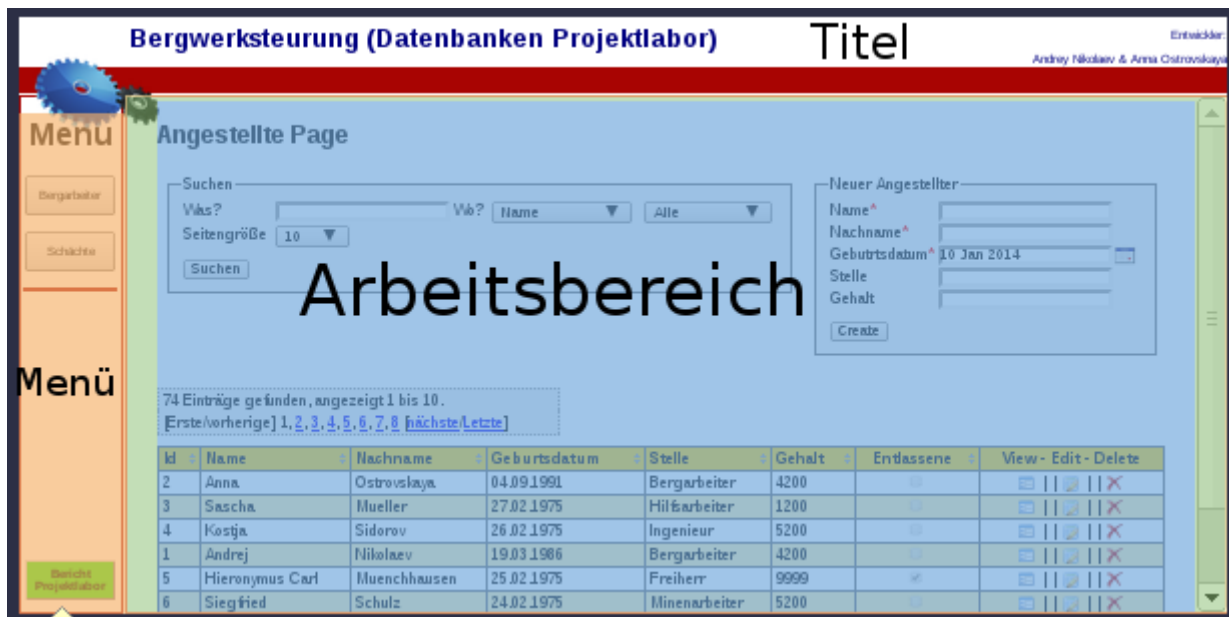 Bergwerksteurung (Datenbanken Projektlabor)
Titel
Entwickler:
Andrey Nikolaev & Anna Ostrovskaya
Menü
Bergarbeiter
Schächte
Menü
Bericht
Projektlabor
Angestellte Page
Suchen
Was? Wo? Name Alle
Seitengröße 10
Suchen
Arbeitsbereich
Neuer Angestellter
Name*
Nachname*
Gebutrtsdatum* 10 Jan 2014
Stelle
Gehalt
Create
74 Einträge gefunden, angezeigt 1 bis 10.
[Erste/vorherige] 1, 2, 3, 4, 5, 6, 7, 8 [nächste/Letzte]
Id Name Nachname Geburtsdatum Stelle Gehalt Entlassene View - Edit - Delete
2 Anna Ostrovskaya 04.09.1991 Bergarbeiter 4200 || ||
3 Sascha Mueller 27.02.1975 Hilfsarbeiter 1200 || ||
4 Kostja Sidorov 26.02.1975 Ingenieur 5200 || ||
1 Andrej Nikolaev 19.03.1986 Bergarbeiter 4200 || ||
5 Hieronymus Carl Muenchhausen 25.02.1975 Freiherr 9999 || ||
6 Siegfried Schulz 24.02.1975 Minenarbeiter 5200 || ||